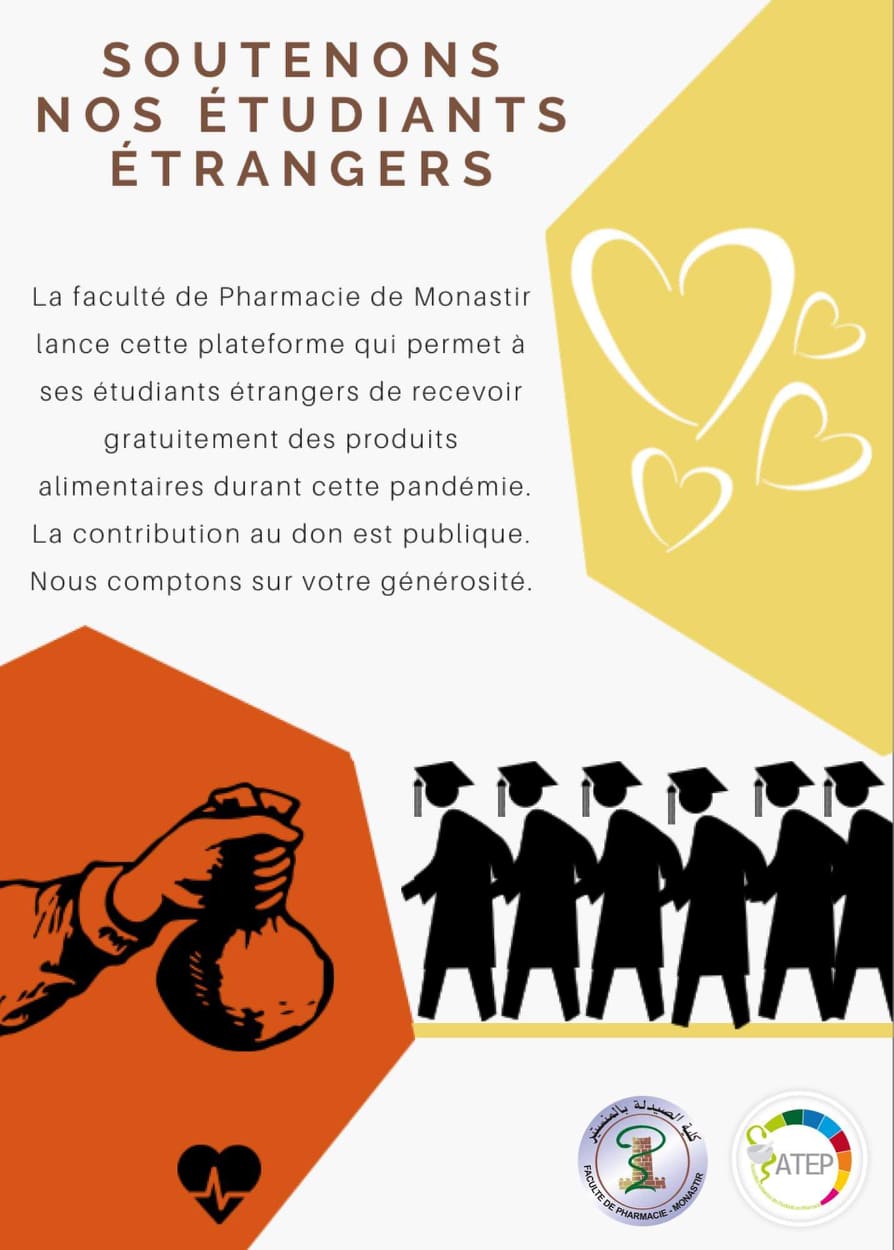 SOUTENONS
NOS ÉTUDIANTS
ÉTRANGERS
La faculté de Pharmacie de Monastir
lance cette plateforme qui permet à
ses étudiants étrangers de recevoir
gratuitement des produits
alimentaires durant cette pandémie.
La contribution au don est publique.
Nous comptons sur votre générosité.
كلية الصيدلة بالمنستير
FACULTE DE PHARMACIE - MONASTIR
ATEP